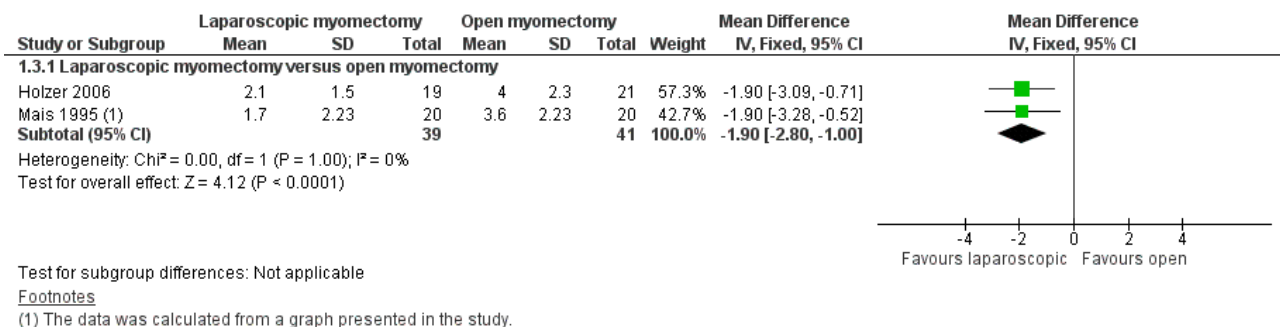 Laparoscopic myomectomy Open myomectomy Mean Difference Mean Difference
Study or Subgroup Mean SD Total Mean SD Total Weight IV, Fixed, 95% CI IV, Fixed, 95% CI
1.3.1 Laparoscopic myomectomy versus open myomectomy
Holzer 2006 2.1 1.5 19 4 2.3 21 57.3% -1.90 [-3.09, -0.71]
Mais 1995 (1) 1.7 2.23 20 3.6 2.23 20 42.7% -1.90 [-3.28, -0.52]
Subtotal (95% CI) 39 41 100.0% -1.90 [-2.80, -1.00]
Heterogeneity: Chi² = 0.00, df = 1 (P = 1.00); I² = 0%
Test for overall effect: Z = 4.12 (P < 0.0001)
-4 -2 0 2 4
Favours laparoscopic Favours open
Test for subgroup differences: Not applicable
Footnotes
(1) The data was calculated from a graph presented in the study.